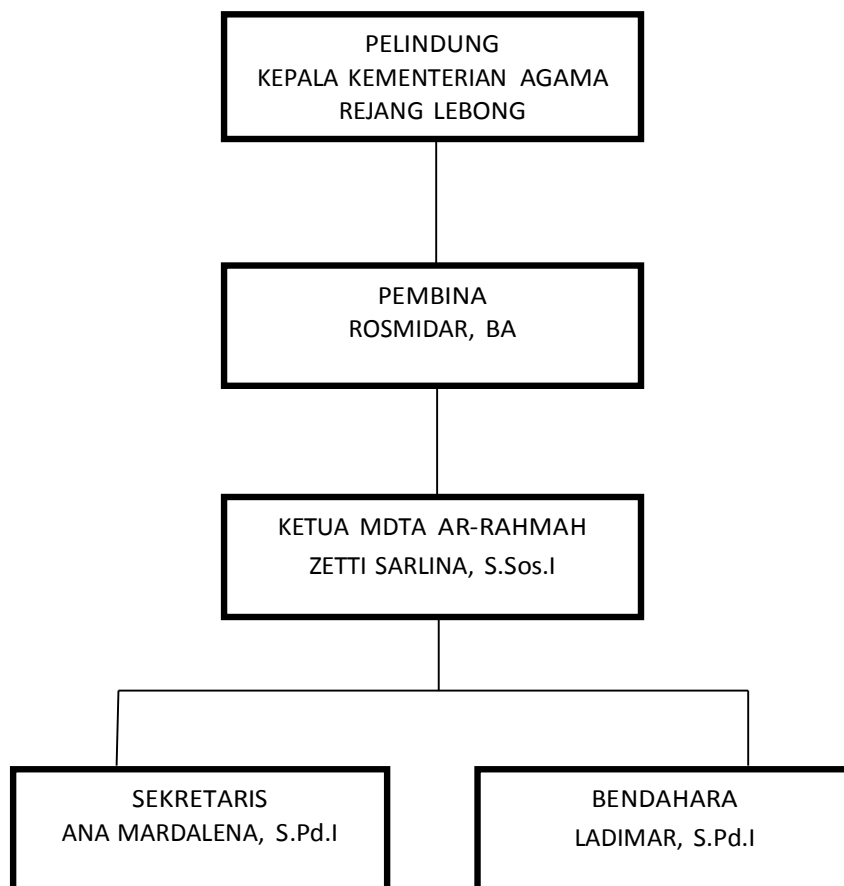 PELINDUNG
KEPALA KEMENTERIAN AGAMA
REJANG LEBONG
PEMBINA
ROSMIDAR, BA
KETUA MDTA AR-RAHMAH
ZETTI SARLINA, S.Sos.I
SEKRETARIS
ANA MARDALENA, S.Pd.I
BENDAHARA
LADIMAR, S.Pd.I